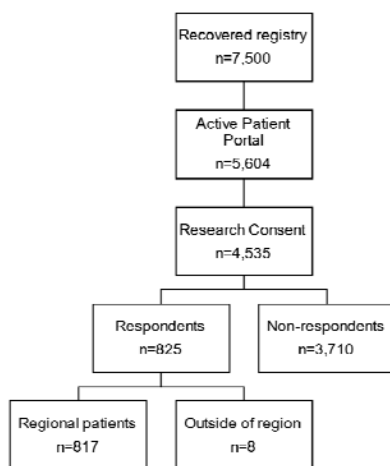 Recovered registry
n=7,500
Active Patient
Portal
n=5,604
Research Consent
n=4,535
Respondents
n=825
Non-respondents
n=3,710
Regional patients
n=817
Outside of region
n=8